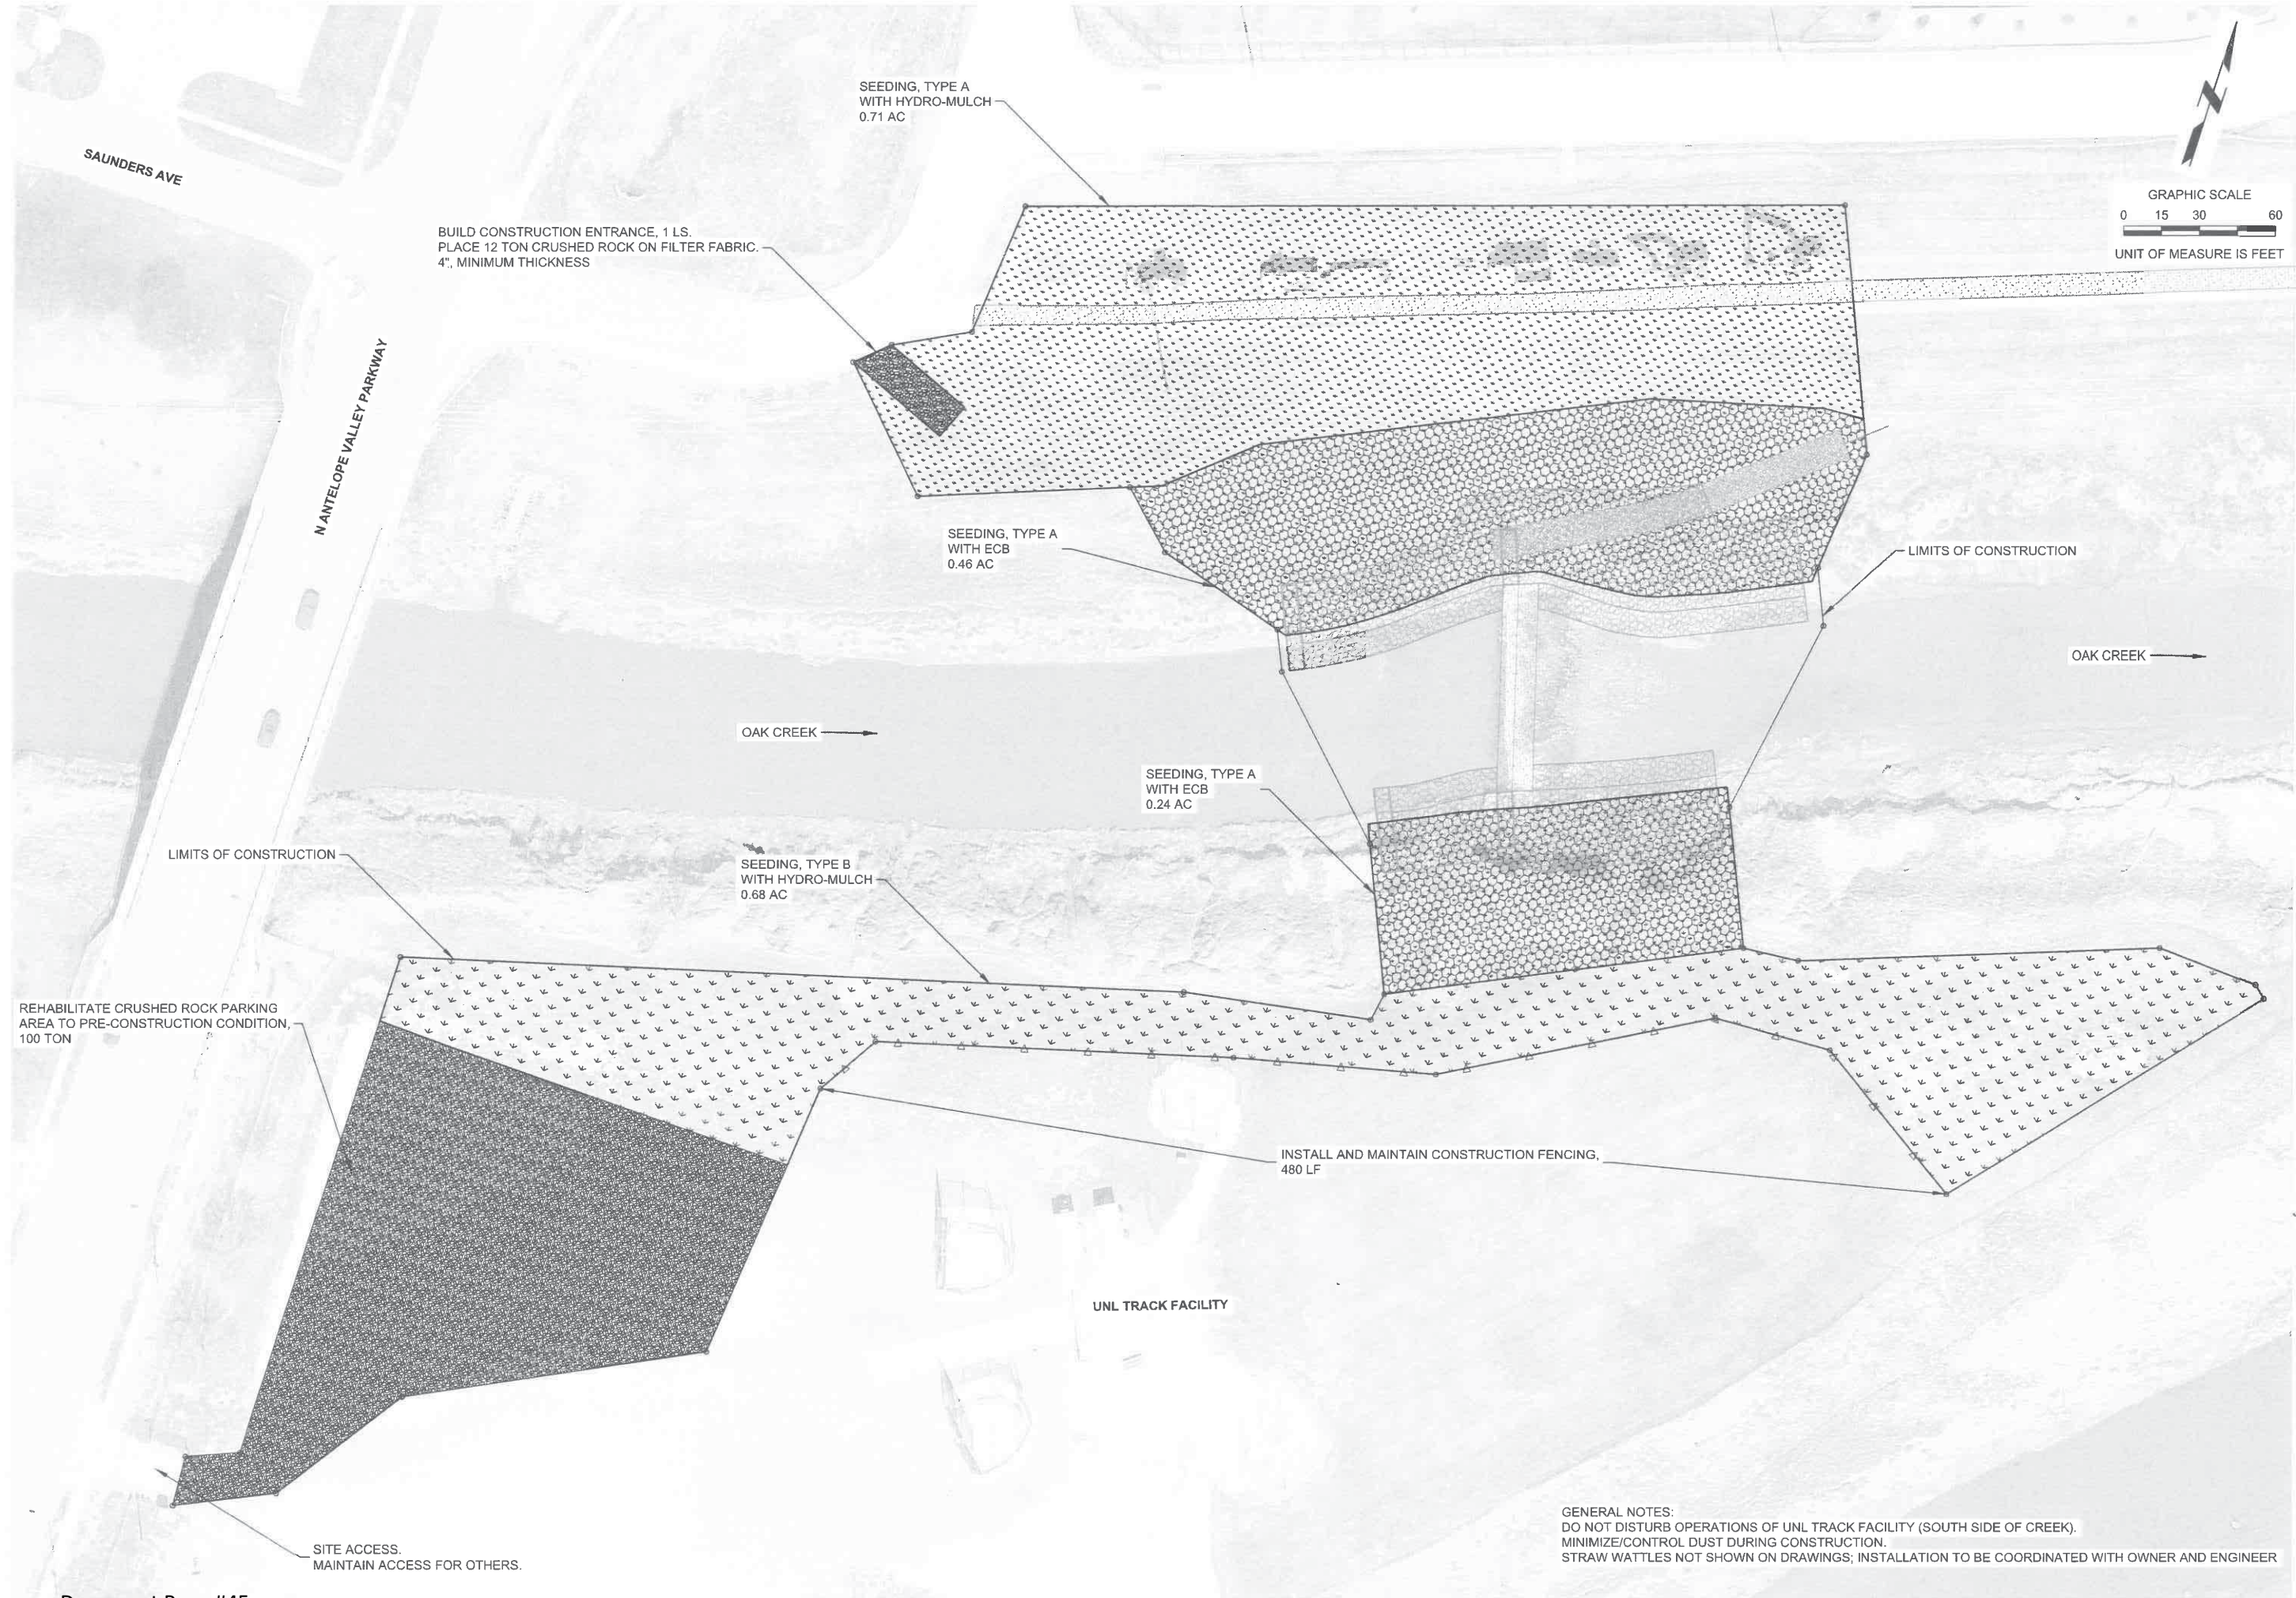 SEEDING, TYPE A
WITH HYDRO-MULCH
0.71 AC
SAUNDERS AVE
GRAPHIC SCALE
0 15 30 60
UNIT OF MEASURE IS FEET
BUILD CONSTRUCTION ENTRANCE, 1 LS.
PLACE 12 TON CRUSHED ROCK ON FILTER FABRIC.
4", MINIMUM THICKNESS
N ANTELOPE VALLEY PARKWAY
SEEDING, TYPE A
WITH ECB
0.46 AC
LIMITS OF CONSTRUCTION
OAK CREEK
OAK CREEK
SEEDING, TYPE A
WITH ECB
0.24 AC
LIMITS OF CONSTRUCTION
SEEDING, TYPE B
WITH HYDRO-MULCH
0.68 AC
REHABILITATE CRUSHED ROCK PARKING
AREA TO PRE-CONSTRUCTION CONDITION,
100 TON
INSTALL AND MAINTAIN CONSTRUCTION FENCING,
480 LF
UNL TRACK FACILITY
SITE ACCESS.
MAINTAIN ACCESS FOR OTHERS.
GENERAL NOTES:
DO NOT DISTURB OPERATIONS OF UNL TRACK FACILITY (SOUTH SIDE OF CREEK).
MINIMIZE/CONTROL DUST DURING CONSTRUCTION.
STRAW WATTLES NOT SHOWN ON DRAWINGS; INSTALLATION TO BE COORDINATED WITH OWNER AND ENGINEER